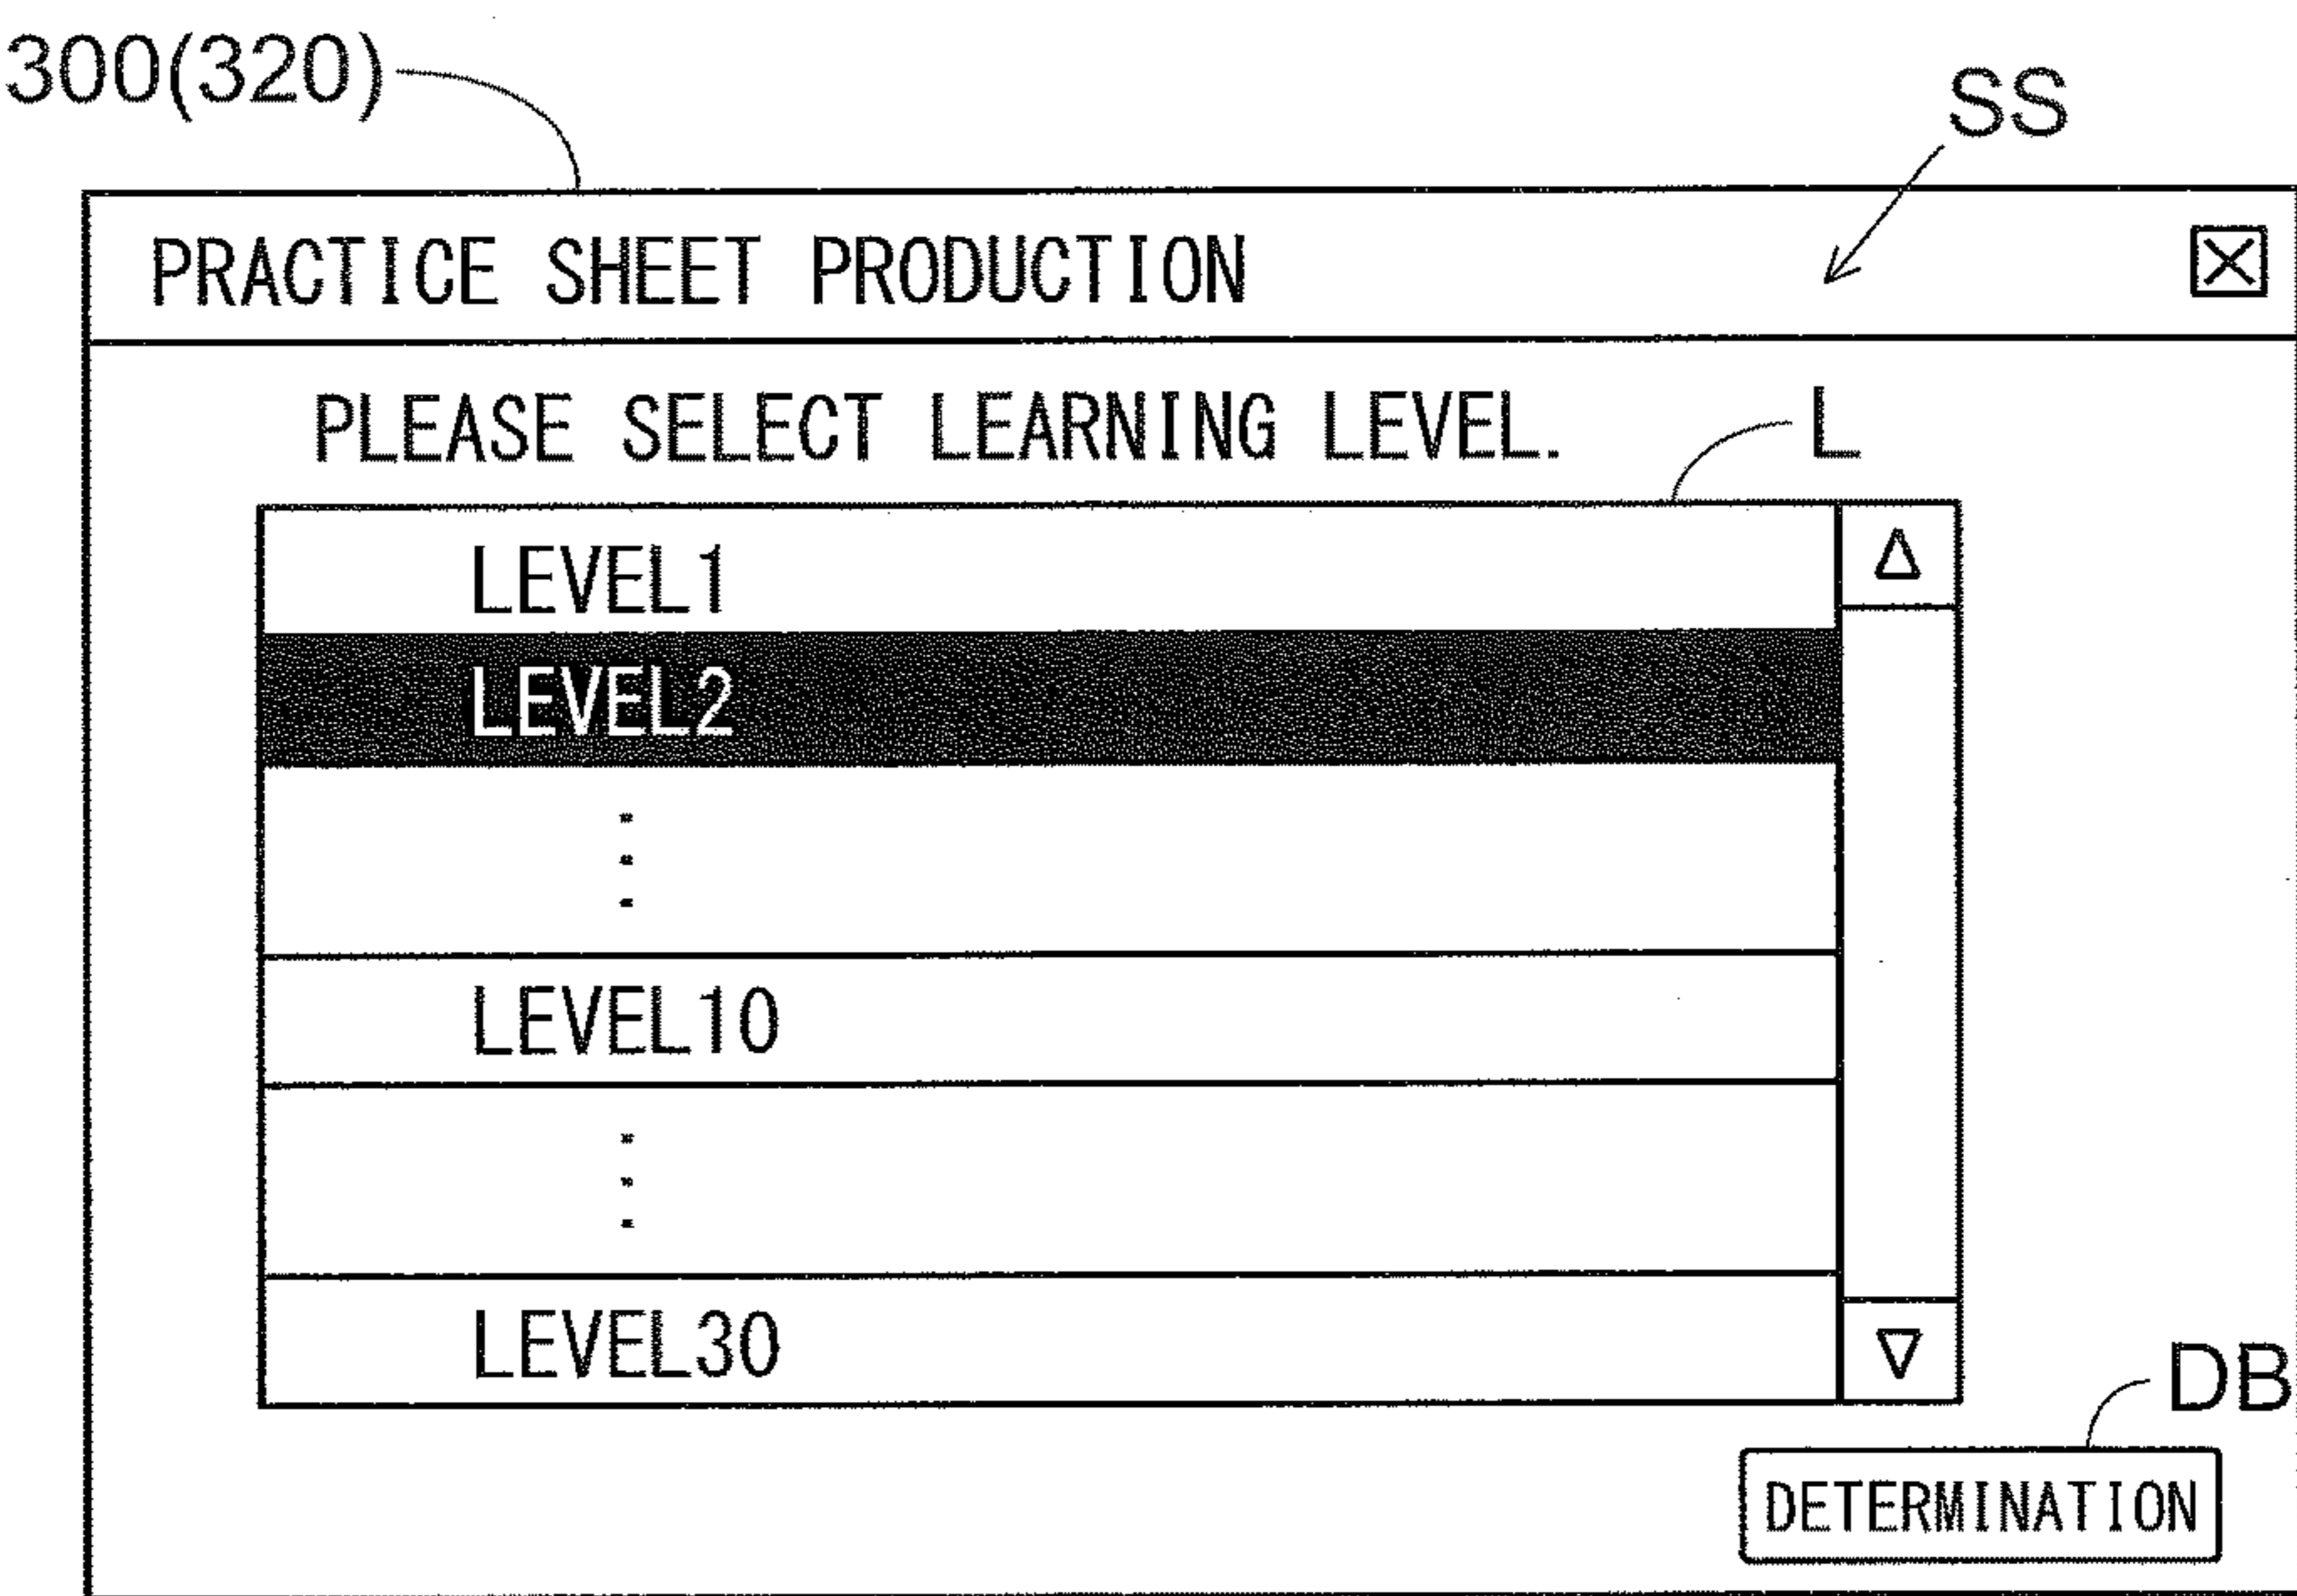 300(320)
SS
PRACTICE SHEET PRODUCTION
PLEASE SELECT LEARNING LEVEL.
L
LEVEL1
LEVEL2
LEVEL10
LEVEL30
DB
DETERMINATION